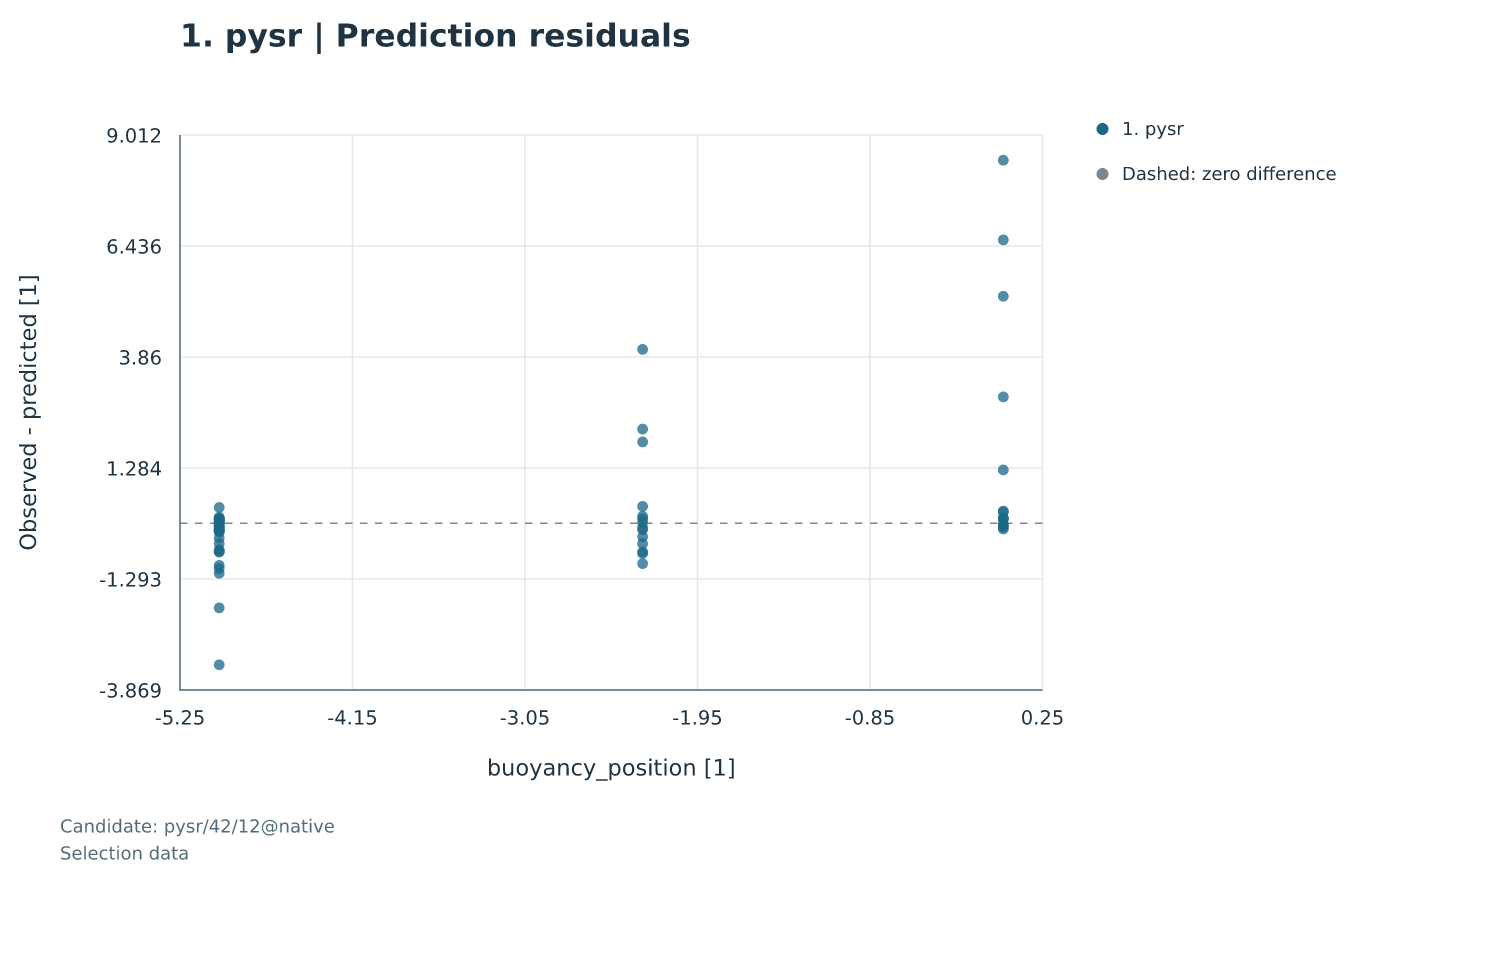 1. pysr | Prediction residuals
9.012
6.436
3.86
1.284
-1.293
-3.869
Observed - predicted [1]
-5.25
-4.15
-3.05
-1.95
-0.85
0.25
buoyancy_position [1]
1. pysr
Dashed: zero difference
Candidate: pysr/42/12@native
Selection data